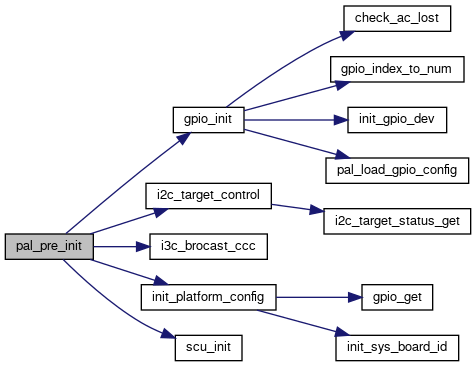 check_ac_lost
gpio_index_to_num
gpio_init
init_gpio_dev
pal_load_gpio_config
i2c_target_control
i2c_target_status_get
pal_pre_init
i3c_brocast_ccc
init_platform_config
gpio_get
scu_init
init_sys_board_id